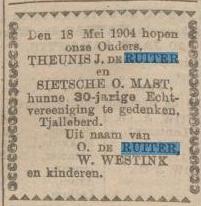 Den 18 Mei 1904 hopen
onze Ouders,
THEUNIS J. DE RUITER
en
SIETSCHE O. MAST,
hunne 30-jarige Echt-
vereeniging te gedenken.
Tjalleberd.
Uit naam van
O. DE RUITER,
W. WESTINK
en kinderen.